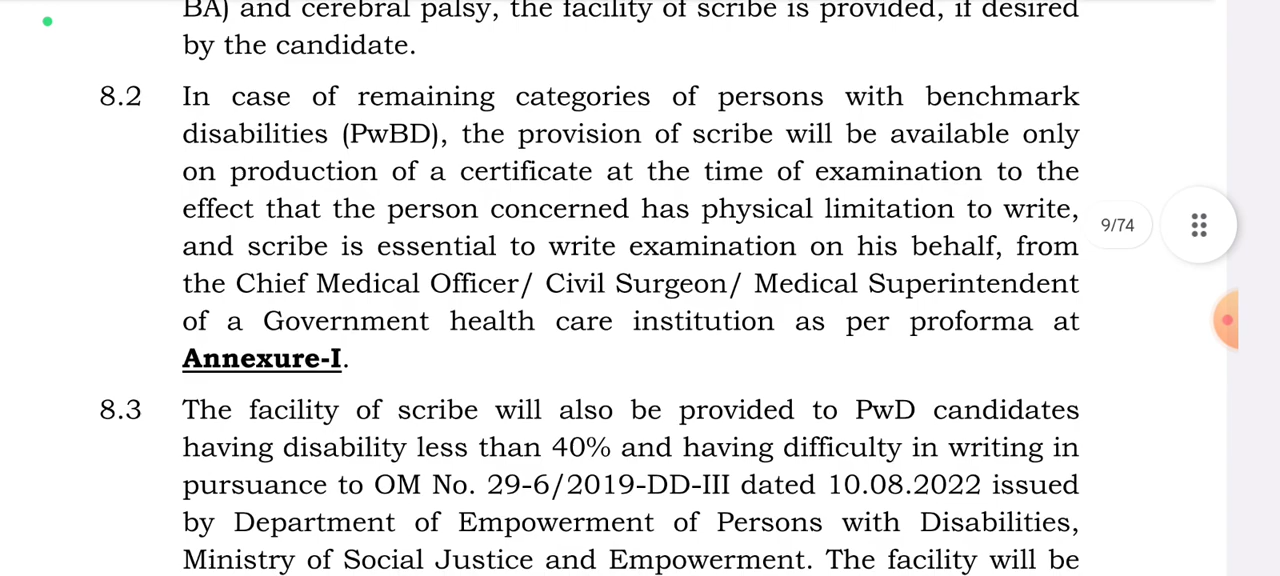 BA) and cerebral palsy, the facility of scribe is provided, if desired
by the candidate.
8.2 In case of remaining categories of persons with benchmark
disabilities (PwBD), the provision of scribe will be available only
on production of a certificate at the time of examination to the
effect that the person concerned has physical limitation to write,
and scribe is essential to write examination on his behalf, from
the Chief Medical Officer/ Civil Surgeon/ Medical Superintendent
of a Government health care institution as per proforma at
Annexure-I.
9/74
8.3 The facility of scribe will also be provided to PwD candidates
having disability less than 40% and having difficulty in writing in
pursuance to OM No. 29-6/2019-DD-III dated 10.08.2022 issued
by Department of Empowerment of Persons with Disabilities,
Ministry of Social Justice and Empowerment. The facility will be